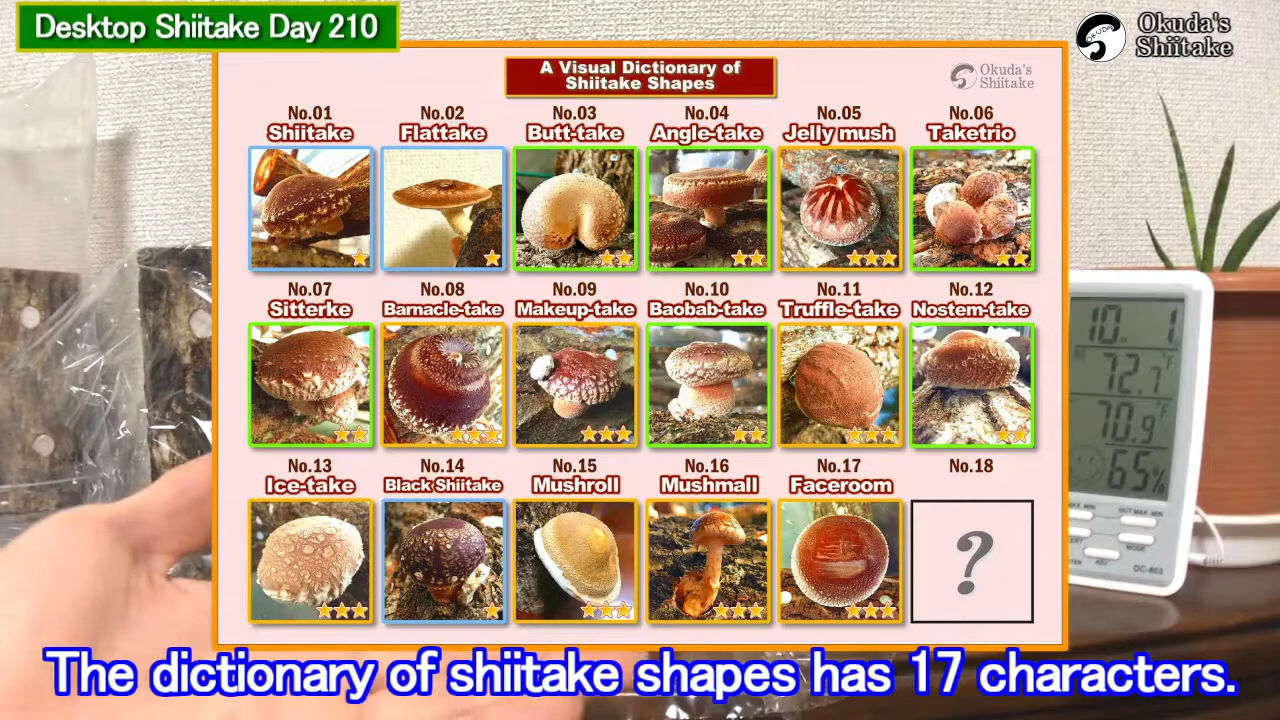 Desktop Shiitake Day 210
Okuda's
Shiitake
A Visual Dictionary of
Shiitake Shapes
Okuda's
Shiitake
No.01 No.02 No.03 No.04 No.05 No.06
Shiitake Flattake Butt-take Angle-take Jelly mush Taketrio
No.07 No.08 No.09 No.10 No.11 No.12
Sitterke Barnacle-take Makeup-take Baobab-take Truffle-take Nostem-take
No.13 No.14 No.15 No.16 No.17 No.18
Ice-take Black Shiitake Mushroll Mushmall Faceroom
?
72.7°F
70.9°F
65%
MODE
DC-803
The dictionary of shiitake shapes has 17 characters.